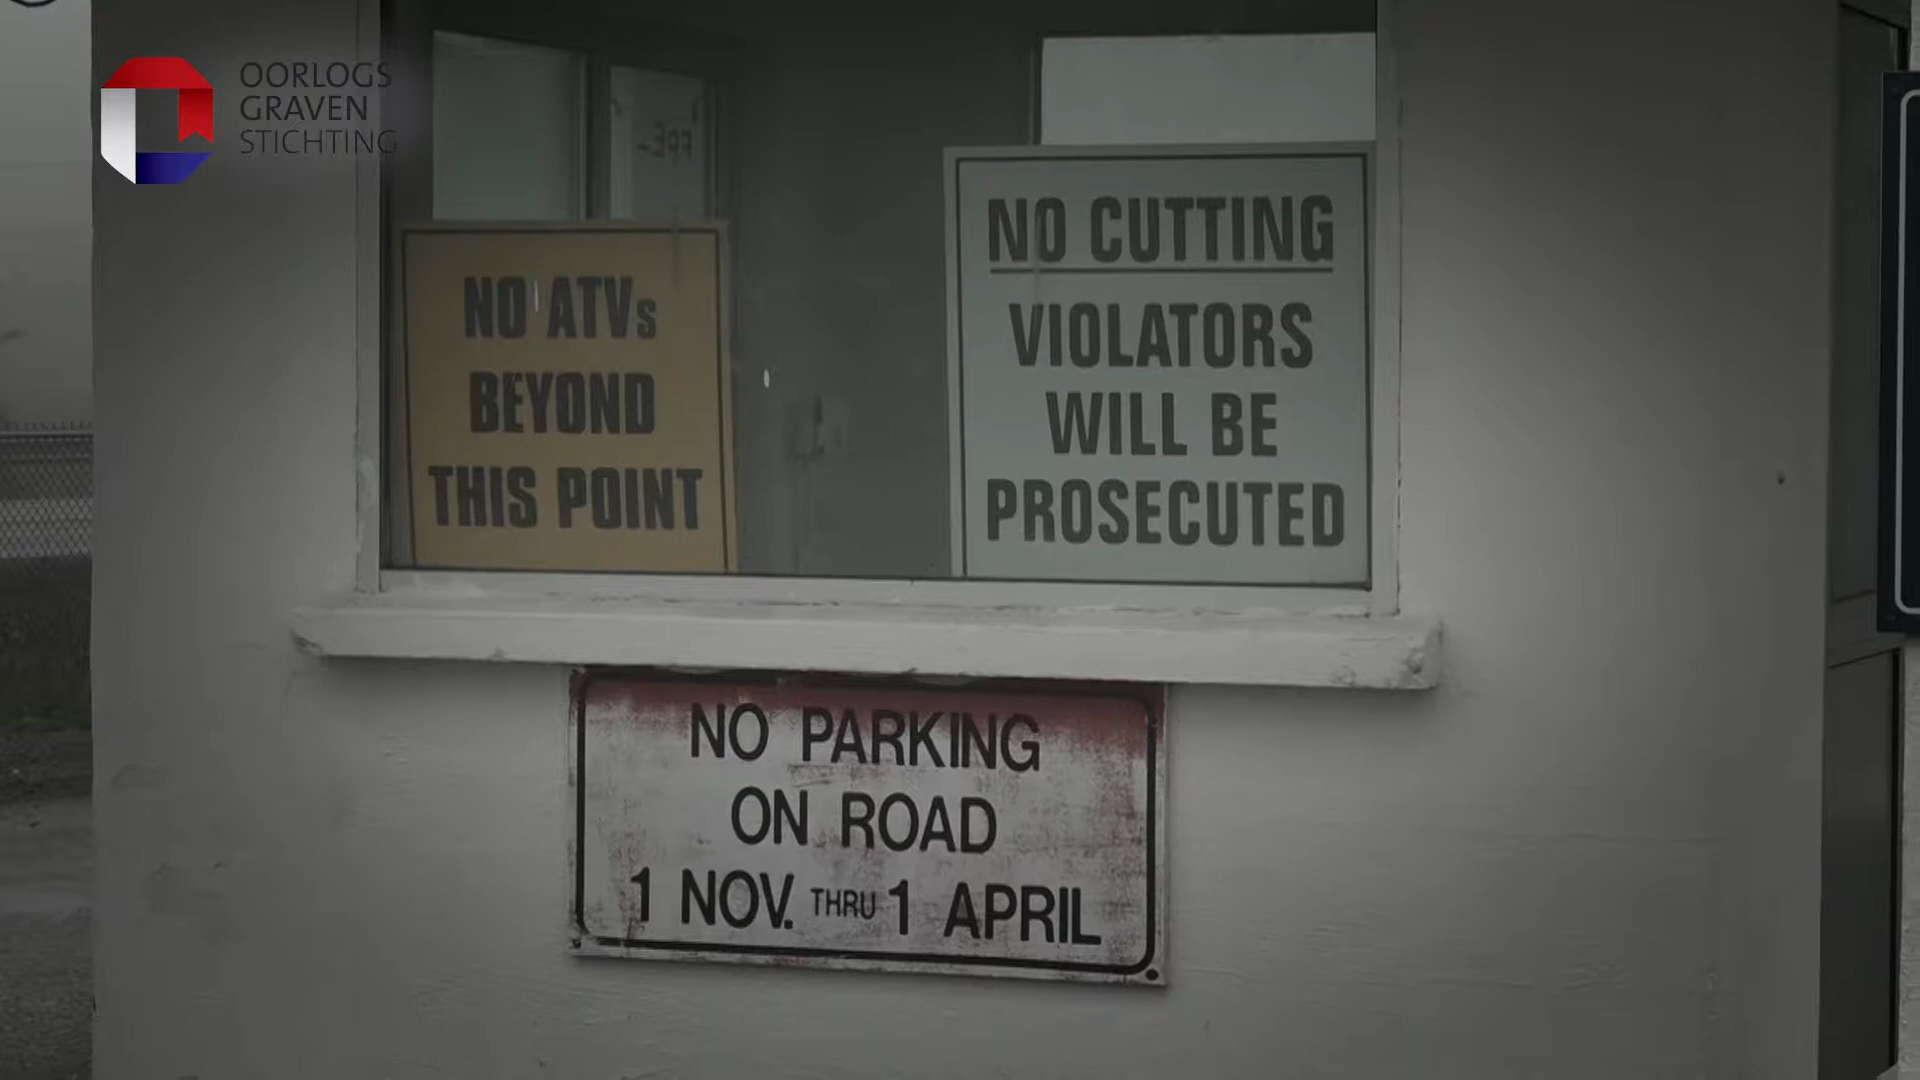 OORLOGS
GRAVEN
STICHTING
NO ATVs
BEYOND
THIS POINT
NO CUTTING
VIOLATORS
WILL BE
PROSECUTED
NO PARKING
ON ROAD
1 NOV. THRU 1 APRIL